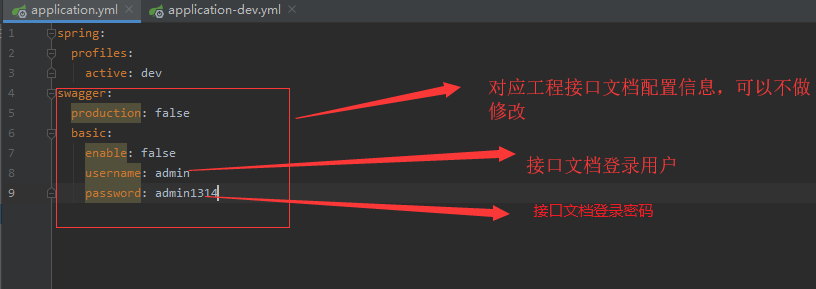 application.yml × application-dev.yml ×
1 spring:
2 profiles:
3 active: dev
4 swagger:
5 production: false
6 basic:
7 enable: false
8 username: admin
9 password: admin1314
对应工程接口文档配置信息，可以不做
修改
接口文档登录用户
接口文档登录密码